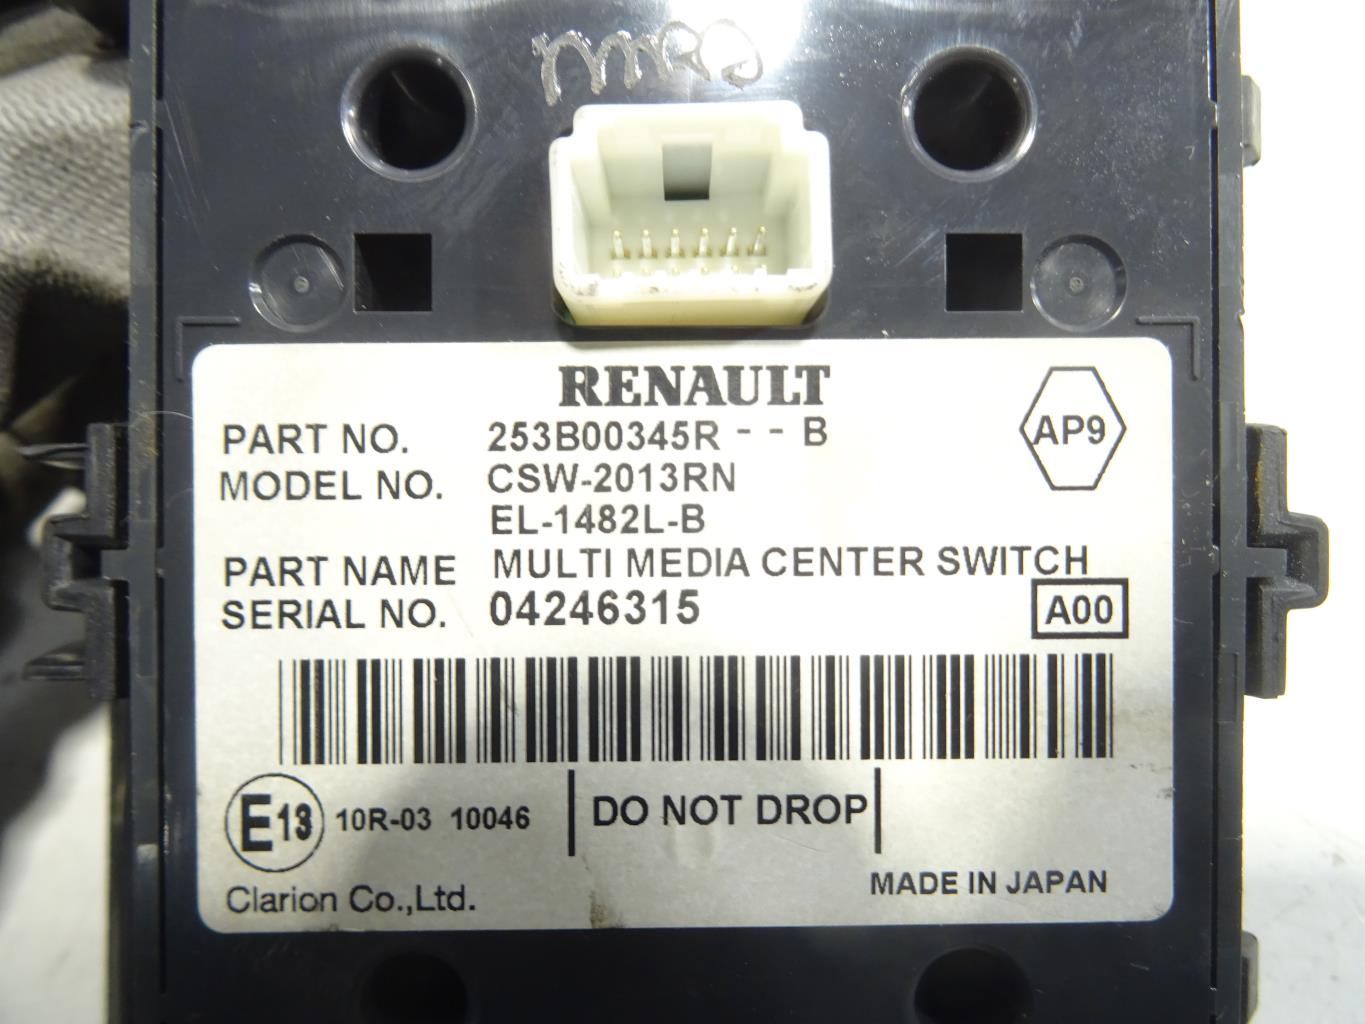 RENAULT
PART NO. 253B00345R - - B
AP9
MODEL NO. CSW-2013RN
EL-1482L-B
PART NAME MULTI MEDIA CENTER SWITCH
SERIAL NO. 04246315 A00
E13 10R-03 10046 DO NOT DROP
MADE IN JAPAN
Clarion Co.,Ltd.